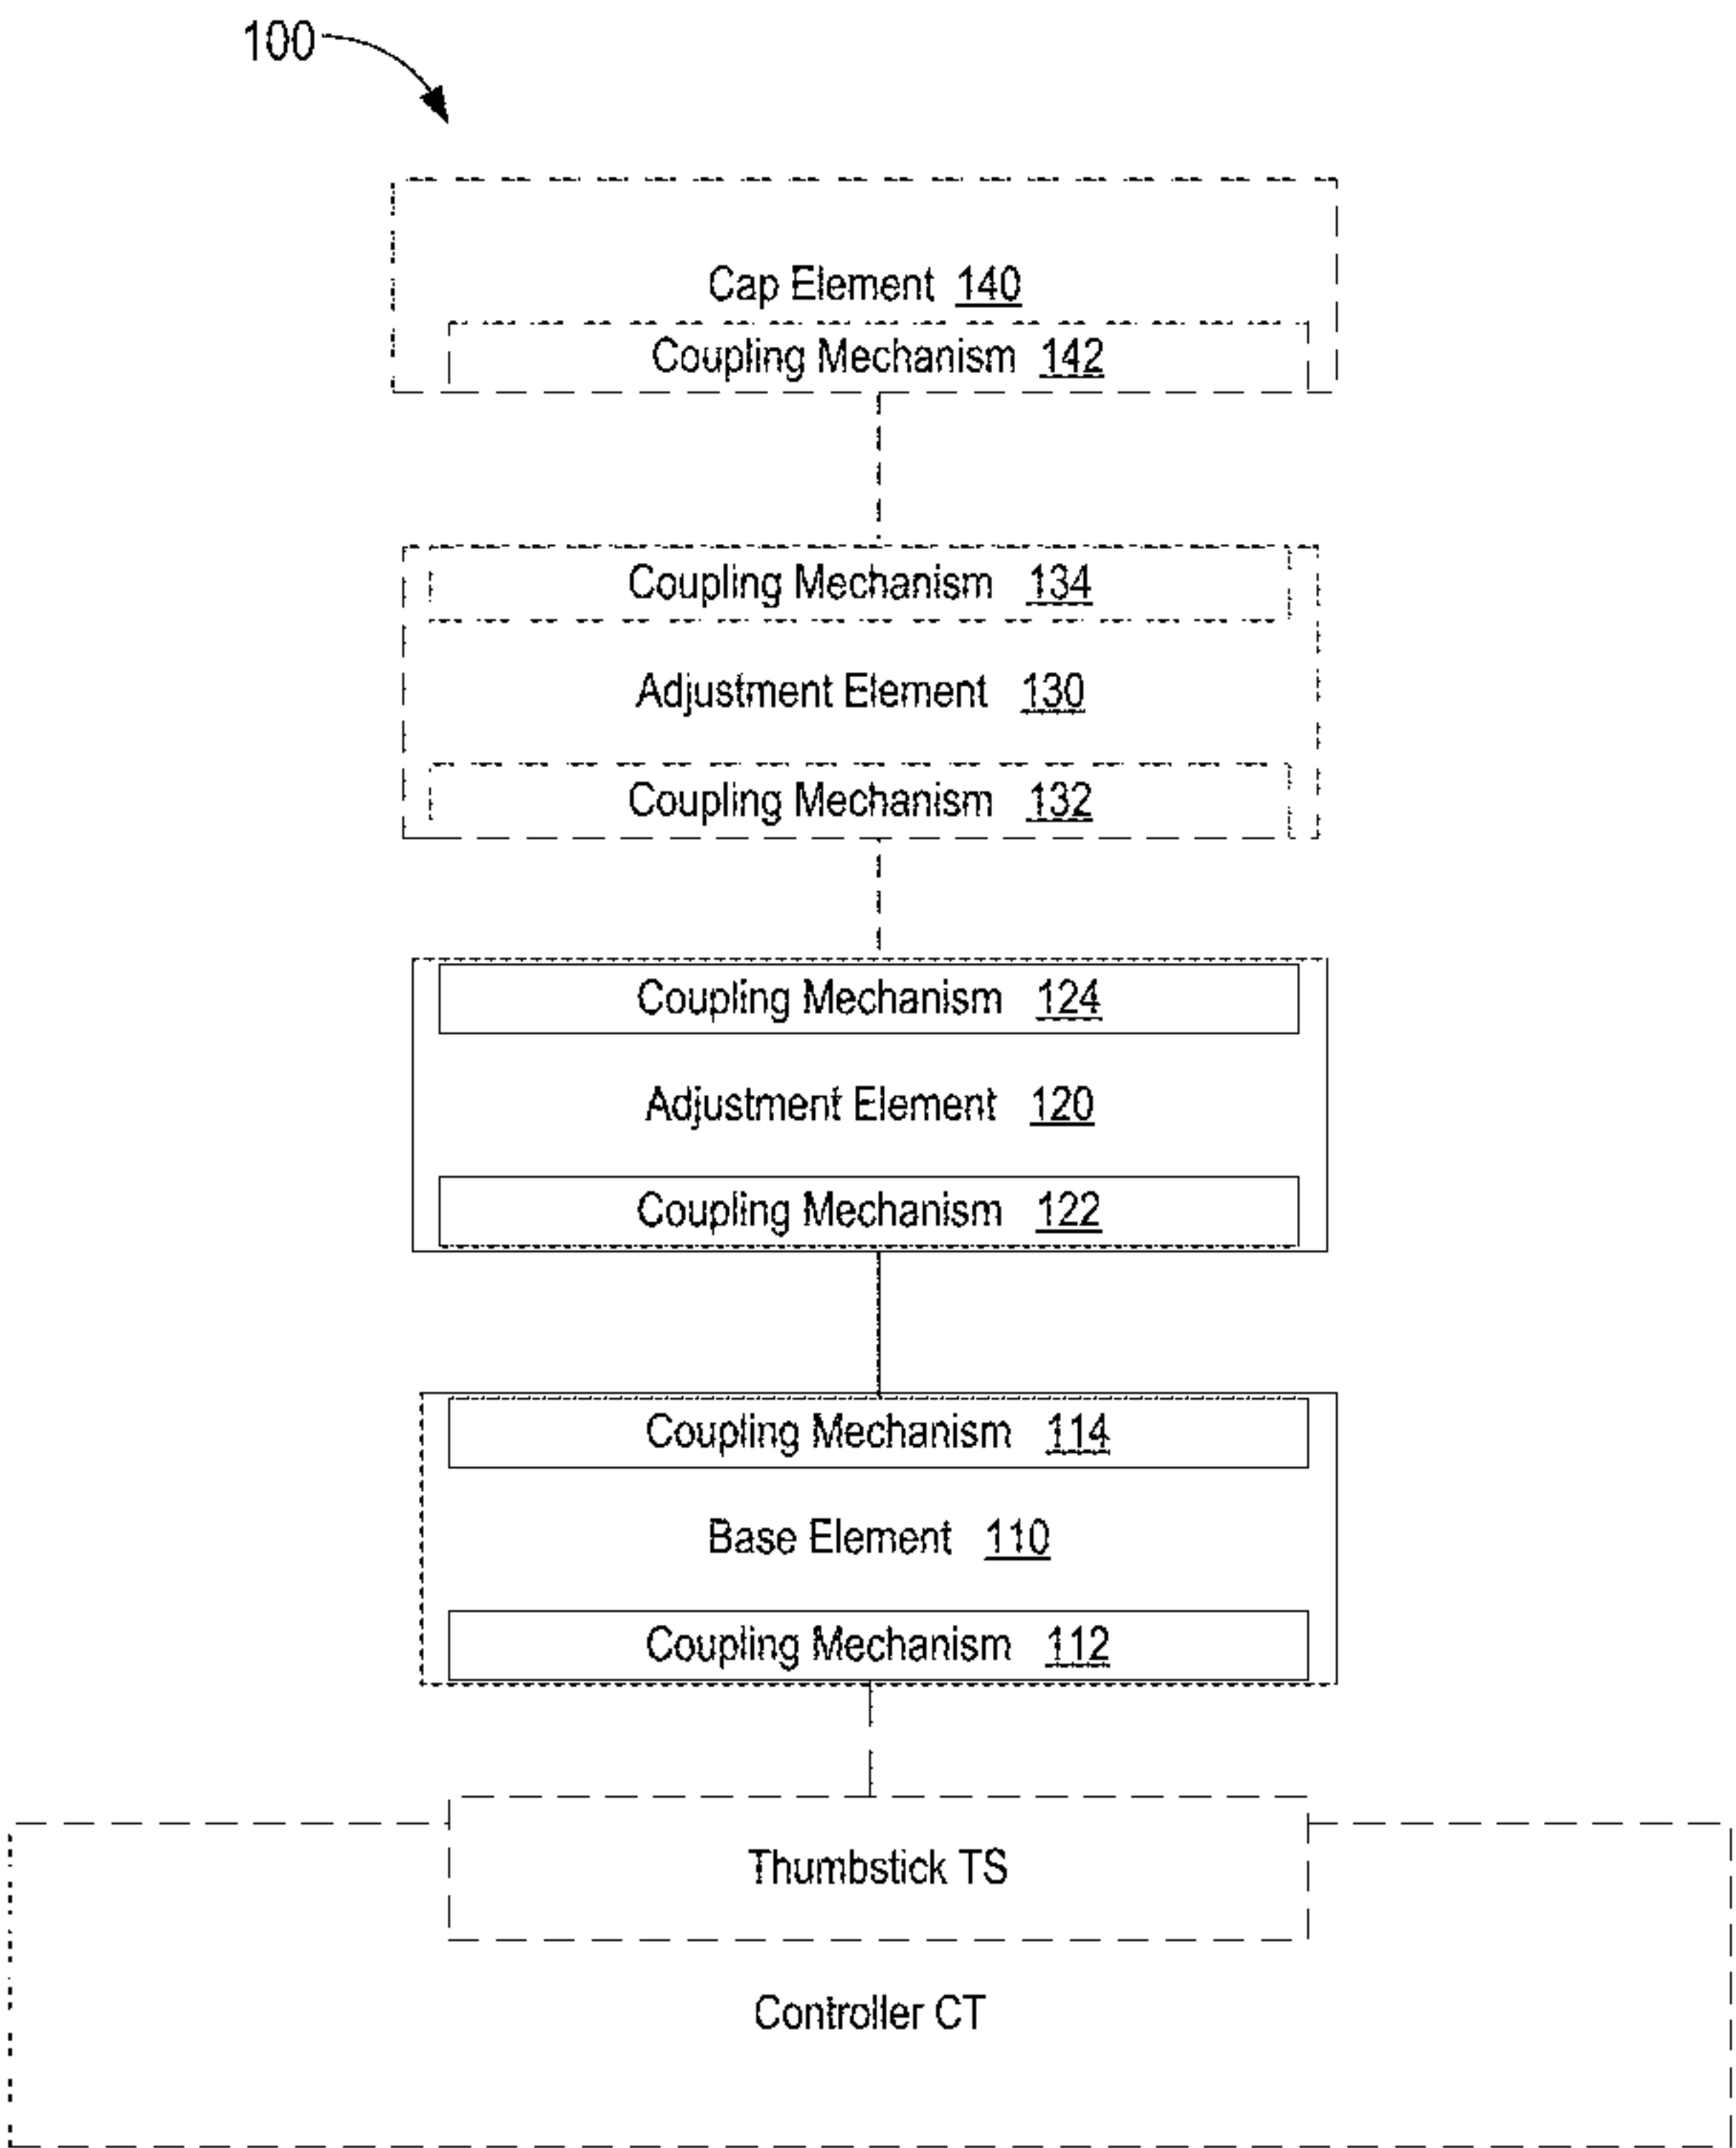 100
Cap Element 140
Coupling Mechanism 142
Coupling Mechanism 134
Adjustment Element 130
Coupling Mechanism 132
Coupling Mechanism 124
Adjustment Element 120
Coupling Mechanism 122
Coupling Mechanism 114
Base Element 110
Coupling Mechanism 112
Thumbstick TS
Controller CT